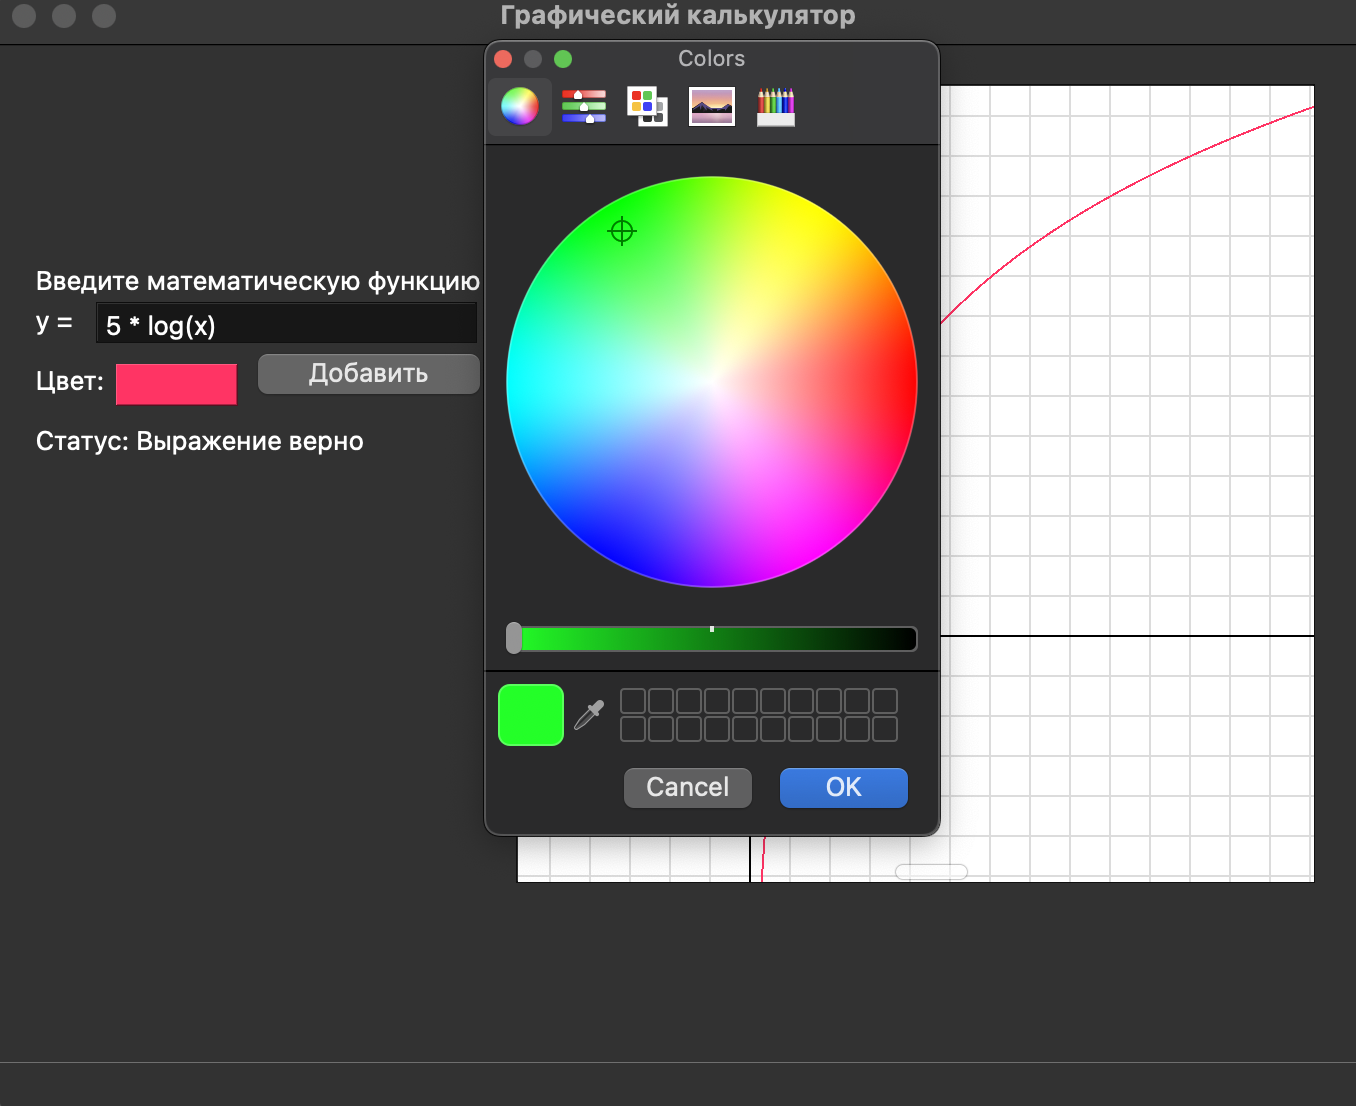 Графический калькулятор
Colors
Введите математическую функцию
y =
5 * log(x)
Цвет:
Добавить
Статус: Выражение верно
Cancel
OK